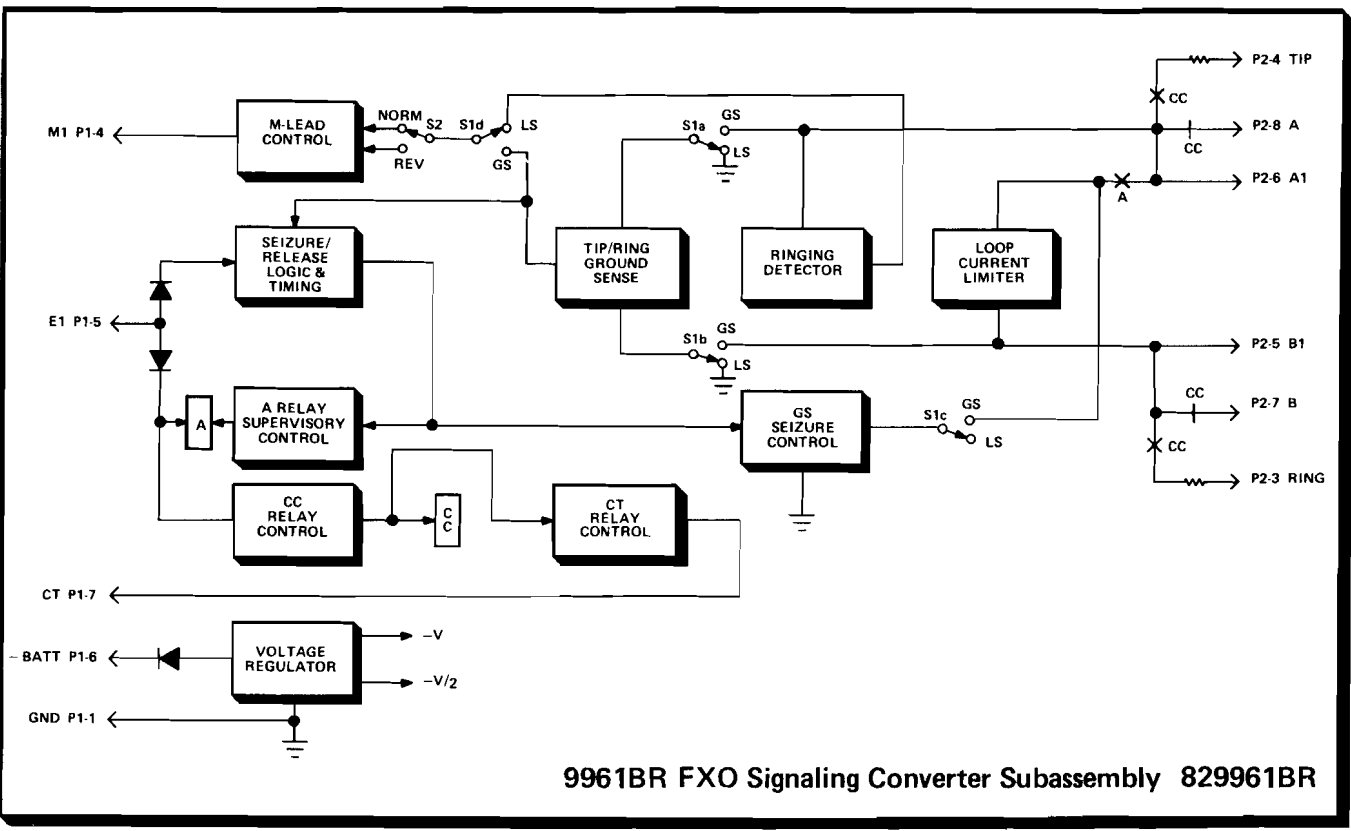 P2-4 TIP
CC
M-LEAD
CONTROL
M1 P1-4
NORM
S2
REV
S1d
LS
GS
S1a
GS
LS
P2-8 A
CC
P2-6 A1
A
SEIZURE/
RELEASE
LOGIC &
TIMING
TIP/RING
GROUND
SENSE
RINGING
DETECTOR
LOOP
CURRENT
LIMITER
E1 P1-5
S1b
GS
LS
P2-5 B1
A
A RELAY
SUPERVISORY
CONTROL
GS
SEIZURE
CONTROL
S1c
GS
LS
CC
P2-7 B
CC
P2-3 RING
CC
RELAY
CONTROL
C
C
CT
RELAY
CONTROL
CT P1-7
VOLTAGE
REGULATOR
–V
–V/2
– BATT P1-6
GND P1-1
9961BR FXO Signaling Converter Subassembly 829961BR